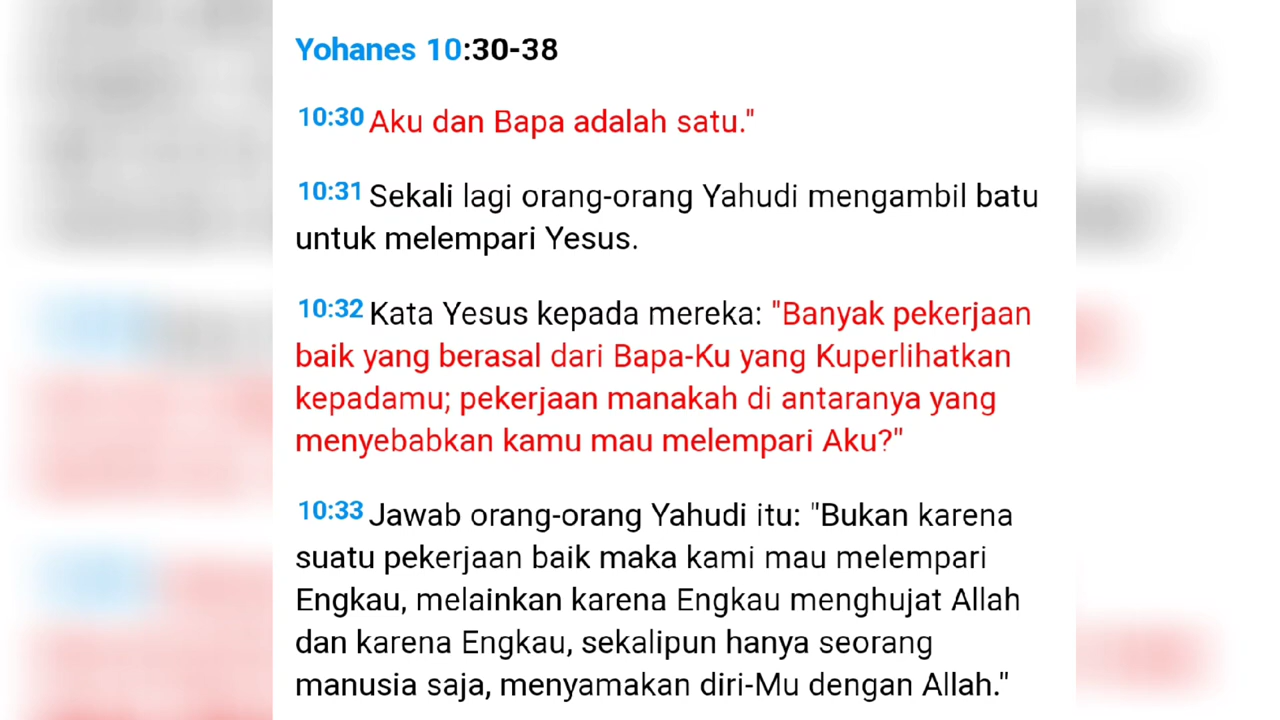 Yohanes 10:30-38
10:30 Aku dan Bapa adalah satu."
10:31 Sekali lagi orang-orang Yahudi mengambil batu
untuk melempari Yesus.
10:32 Kata Yesus kepada mereka: "Banyak pekerjaan
baik yang berasal dari Bapa-Ku yang Kuperlihatkan
kepadamu; pekerjaan manakah di antaranya yang
menyebabkan kamu mau melempari Aku?"
10:33 Jawab orang-orang Yahudi itu: "Bukan karena
suatu pekerjaan baik maka kami mau melempari
Engkau, melainkan karena Engkau menghujat Allah
dan karena Engkau, sekalipun hanya seorang
manusia saja, menyamakan diri-Mu dengan Allah."